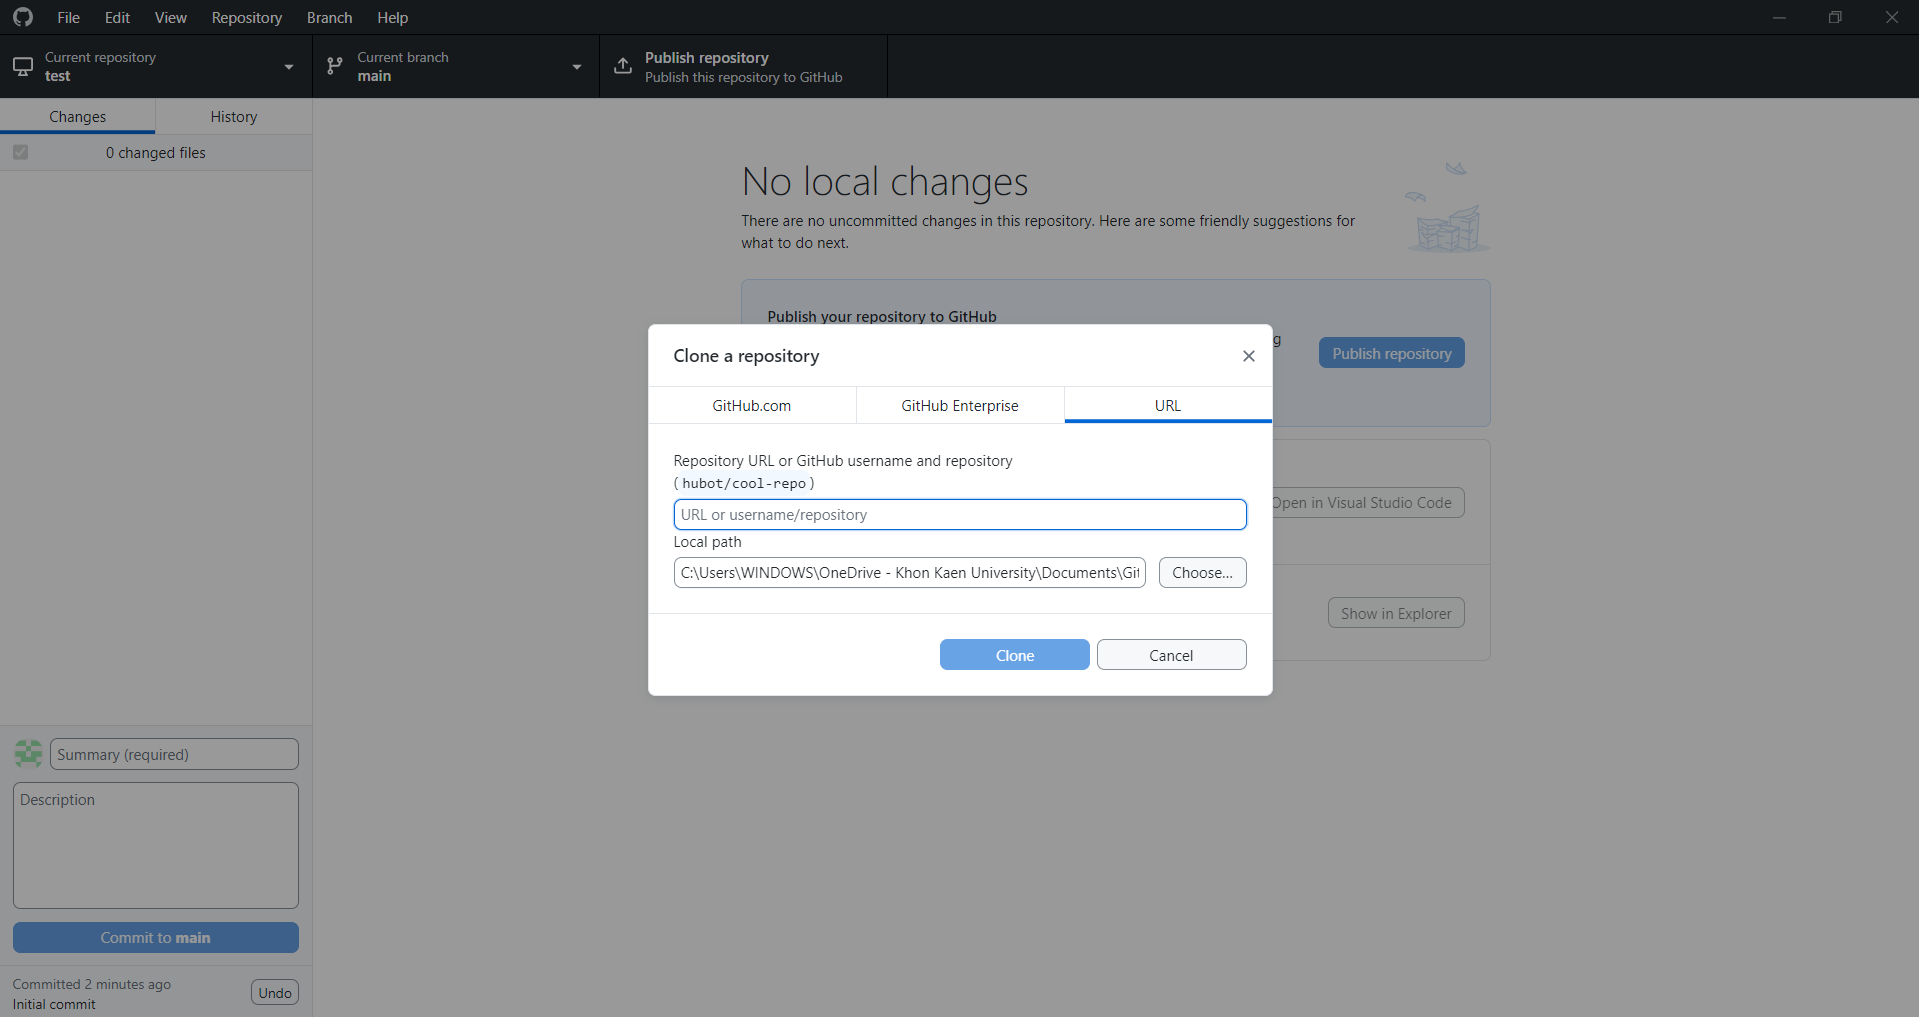 File Edit View Repository Branch Help
Current repository
test
Current branch
main
Publish repository
Publish this repository to GitHub
Changes History
0 changed files
No local changes
There are no uncommitted changes in this repository. Here are some friendly suggestions for
what to do next.
Publish your repository to GitHub
g
Publish repository
Clone a repository
GitHub.com GitHub Enterprise URL
Repository URL or GitHub username and repository
(hubot/cool-repo)
URL or username/repository
Local path
C:\Users\WINDOWS\OneDrive - Khon Kaen University\Documents\Git
Choose...
Clone Cancel
Open in Visual Studio Code
Show in Explorer
Summary (required)
Description
Commit to main
Committed 2 minutes ago
Initial commit
Undo